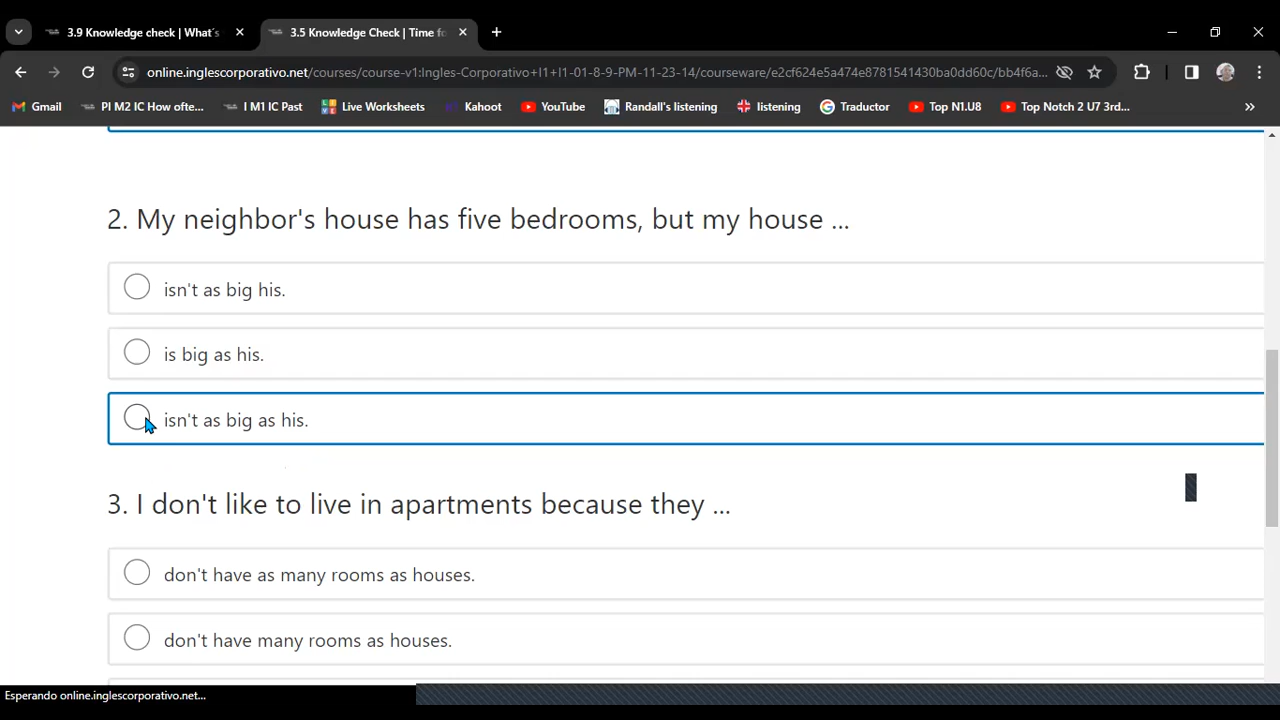 3.9 Knowledge check | What's
3.5 Knowledge Check | Time fo
online.inglescorporativo.net/courses/course-v1:Ingles-Corporativo+I1+I1-01-8-9-PM-11-23-14/courseware/e2cf624e5a474e8781541430ba0dd60c/bb4f6a...
Gmail
PI M2 IC How ofte...
I M1 IC Past
Live Worksheets
Kahoot
YouTube
Randall's listening
listening
Traductor
Top N1.U8
Top Notch 2 U7 3rd...
2. My neighbor's house has five bedrooms, but my house ...
isn't as big his.
is big as his.
isn't as big as his.
3. I don't like to live in apartments because they ...
don't have as many rooms as houses.
don't have many rooms as houses.
Esperando online.inglescorporativo.net...